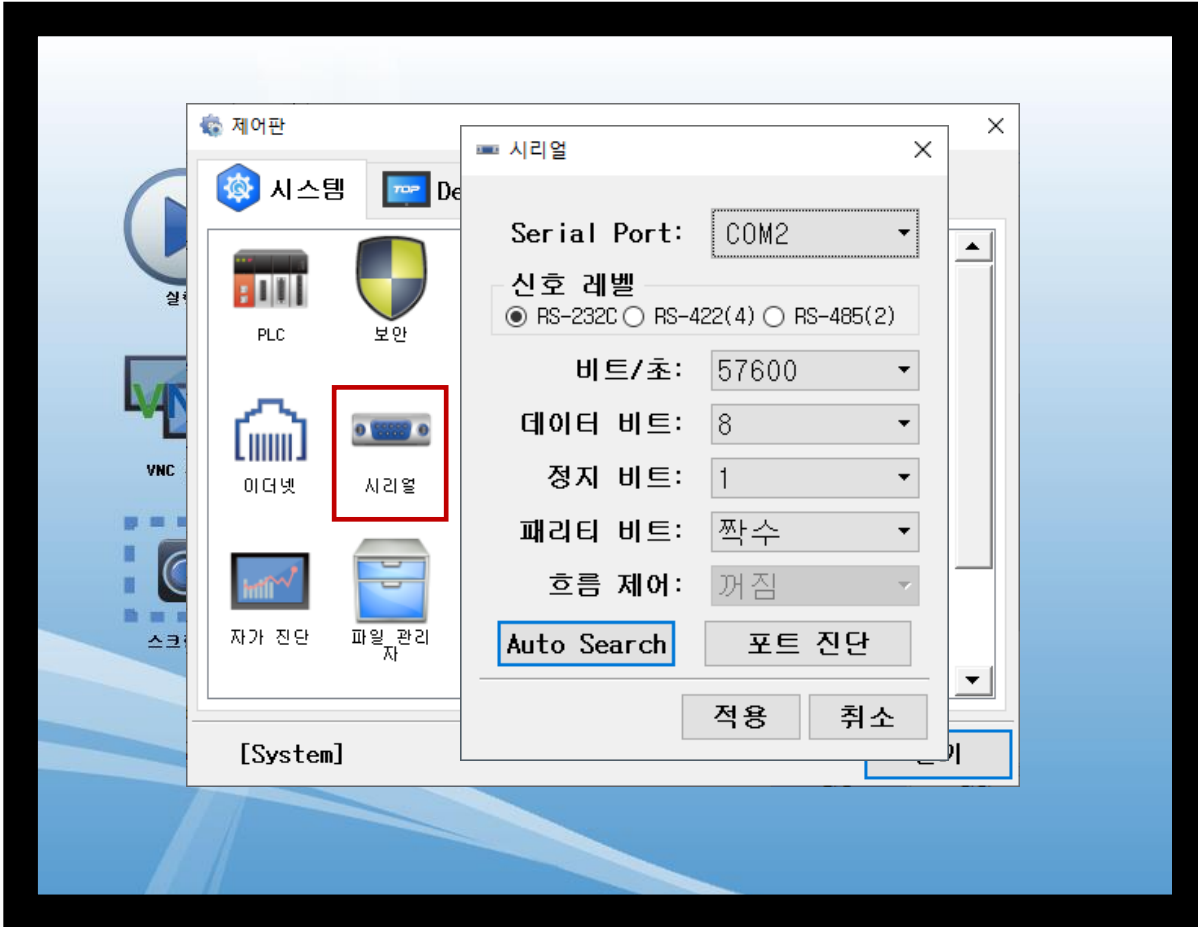 제어판
시리얼
시스템
TOP
Serial Port: COM2
신호 레벨
RS-232C RS-422(4) RS-485(2)
PLC
보안
비트/초: 57600
데이터 비트: 8
VNC
이더넷
시리얼
정지 비트: 1
패리티 비트: 짝수
흐름 제어: 꺼짐
자가 진단
파일 관리
자
Auto Search
포트 진단
적용
취소
[System]